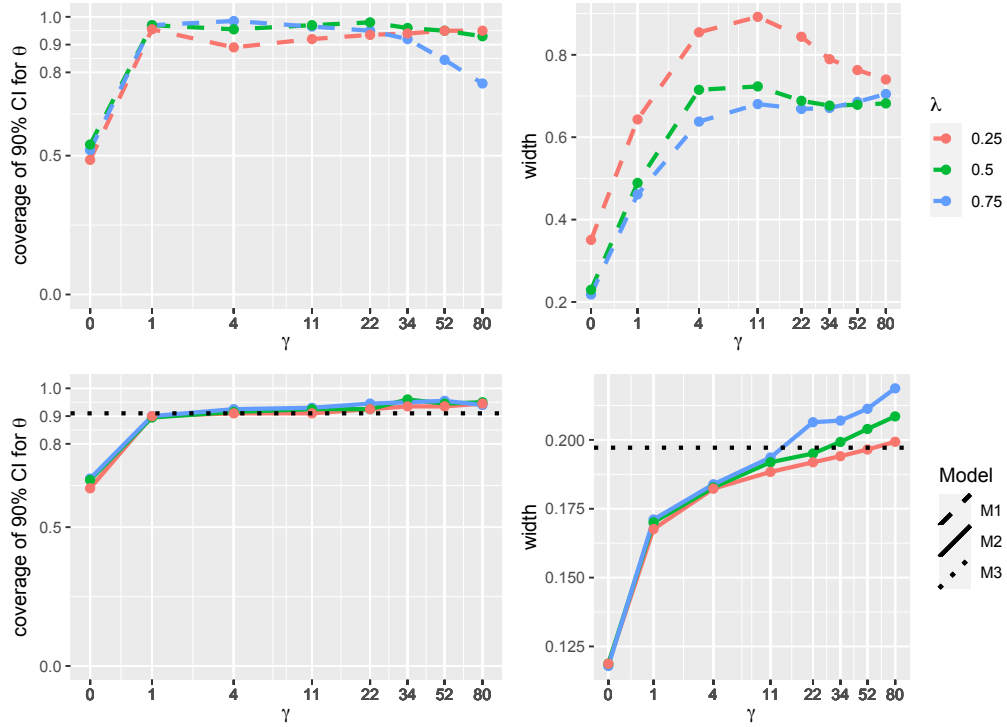 coverage of 90% CI for θ
1.0
0.9
0.8
0.5
0.0
0 1 4 11 22 34 52 80
γ
width
0.8
0.6
0.4
0.2
0 1 4 11 22 34 52 80
γ
λ
0.25
0.5
0.75
coverage of 90% CI for θ
1.0
0.9
0.8
0.5
0.0
0 1 4 11 22 34 52 80
γ
width
0.200
0.175
0.150
0.125
0 1 4 11 22 34 52 80
γ
Model
M1
M2
M3